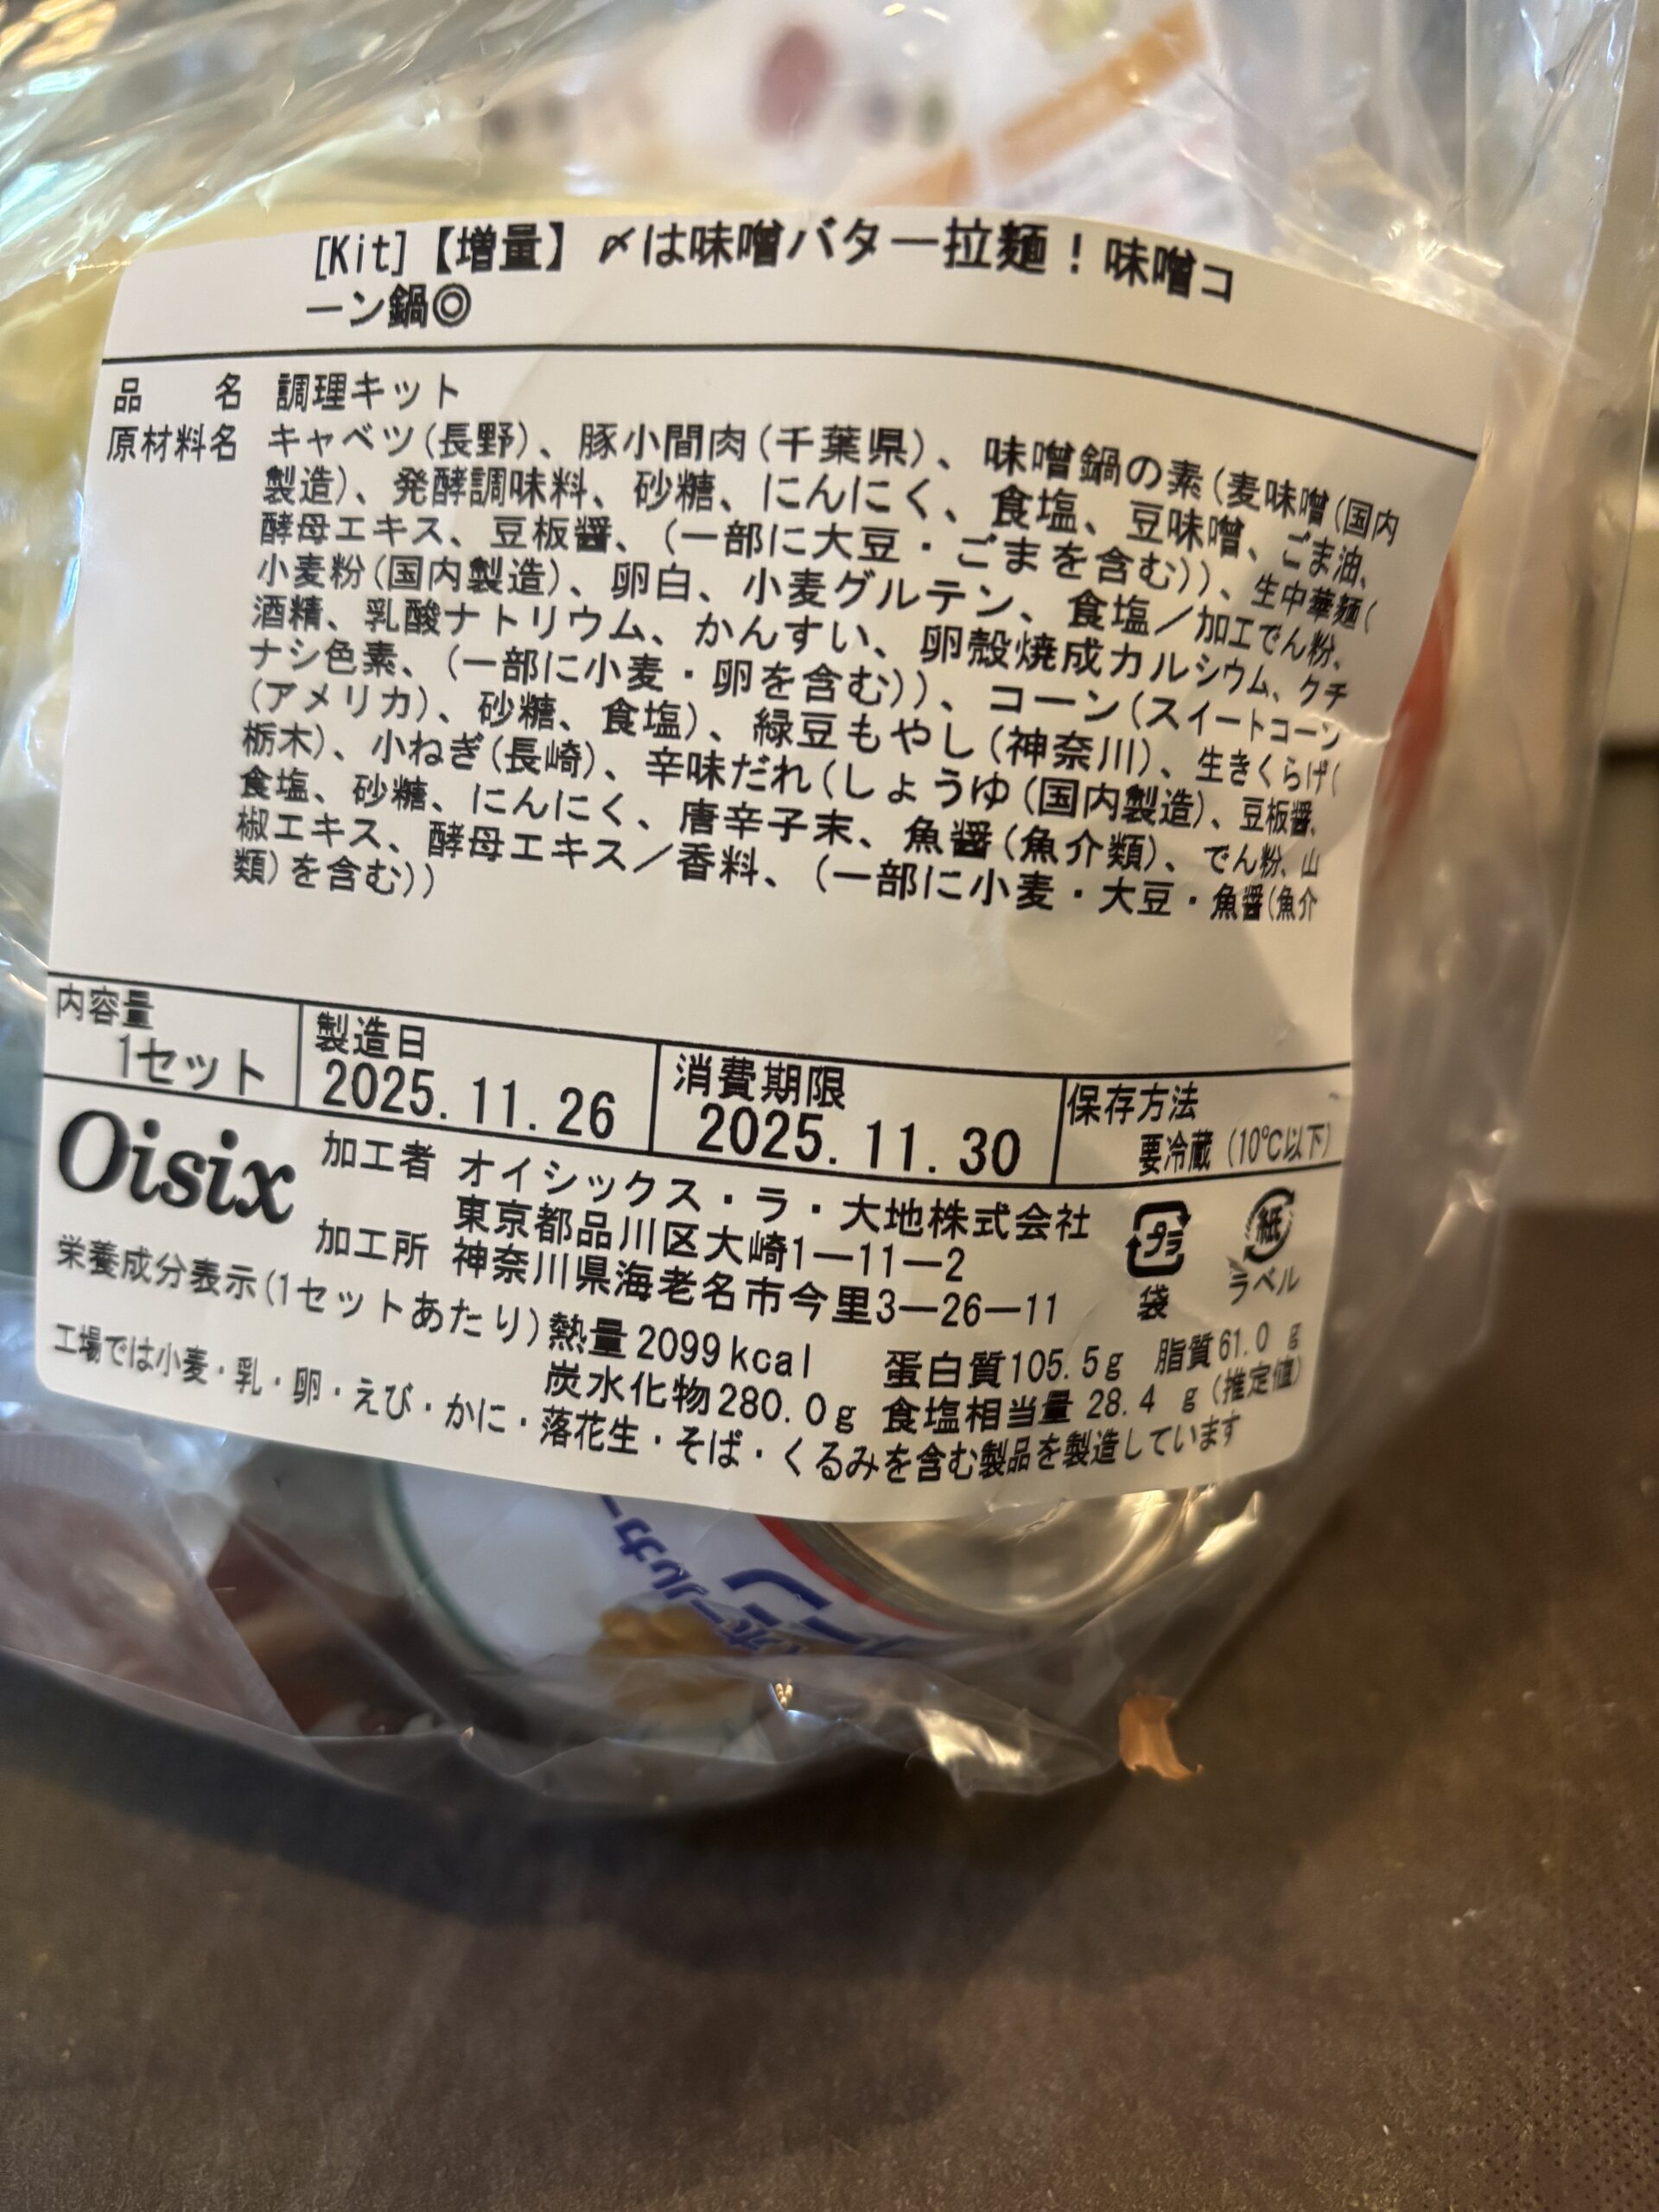 [Kit]【増量】〆は味噌バター拉麺！味噌コ
ーン鍋◎
品　　名 調理キット
原材料名 キャベツ(長野)、豚小間肉(千葉県)、味噌鍋の素(麦味噌(国内
製造)、発酵調味料、砂糖、にんにく、食塩、豆味噌、ごま油、
酵母エキス、豆板醤、(一部に大豆・ごまを含む))、生中華麺(
小麦粉(国内製造)、卵白、小麦グルテン、食塩／加工でん粉、
酒精、乳酸ナトリウム、かんすい、卵殻焼成カルシウム、クチ
ナシ色素、(一部に小麦・卵を含む))、コーン(スイートコーン
(アメリカ)、砂糖、食塩)、緑豆もやし(神奈川)、生きくらげ(
栃木)、小ねぎ(長崎)、辛味だれ(しょうゆ(国内製造)、豆板醤、
食塩、砂糖、にんにく、唐辛子末、魚醤(魚介類)、でん粉、山
椒エキス、酵母エキス／香料、(一部に小麦・大豆・魚醤(魚介
類)を含む))
内容量
1セット
製造日
2025.11.26
消費期限
2025.11.30
保存方法
要冷蔵(10℃以下)
Oisix
加工者 オイシックス・ラ・大地株式会社
東京都品川区大崎1―11―2
加工所 神奈川県海老名市今里3―26―11
プラ
袋
紙
ラベル
栄養成分表示(1セットあたり)熱量2099kcal 蛋白質105.5g 脂質61.0 g
炭水化物280.0g 食塩相当量 28.4 g(推定値)
工場では小麦・乳・卵・えび・かに・落花生・そば・くるみを含む製品を製造しています
ホールカー